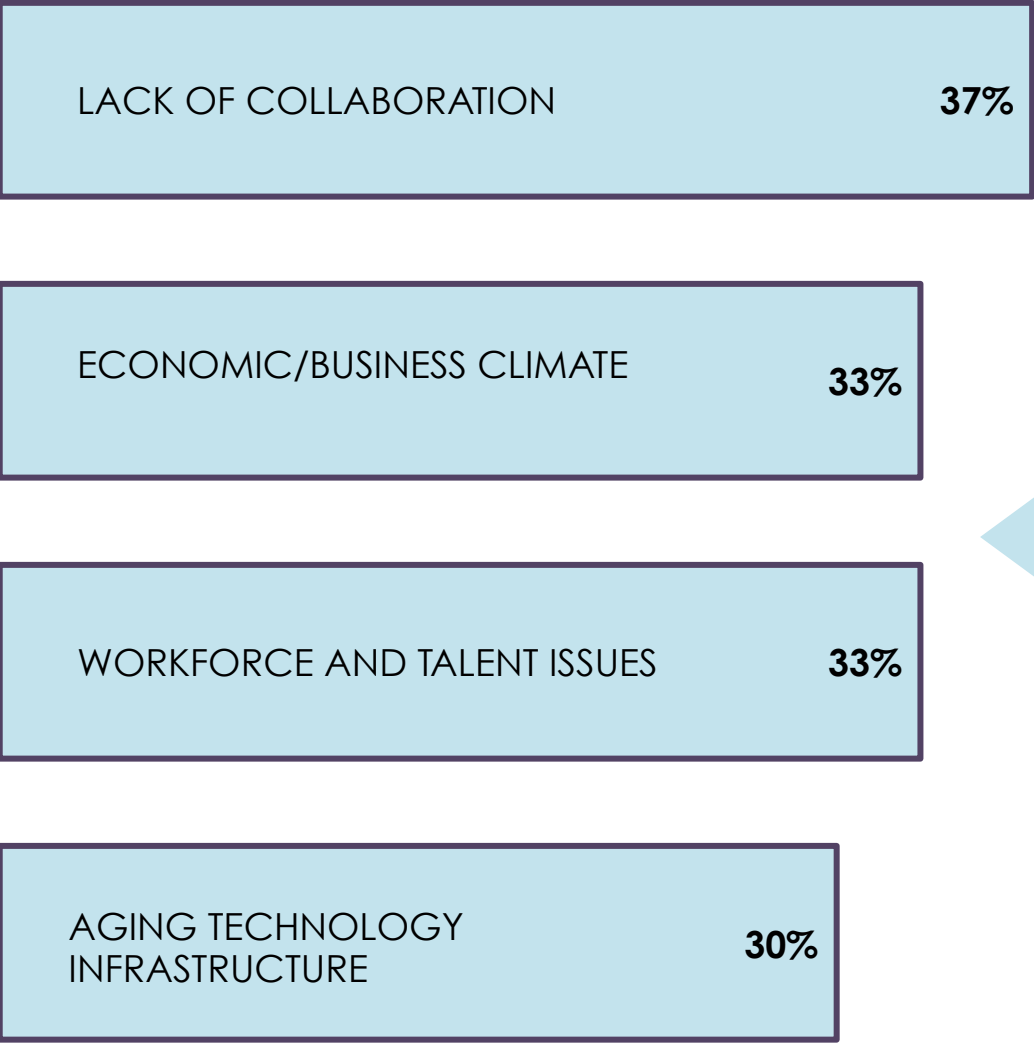 LACK OF COLLABORATION 37%
ECONOMIC/BUSINESS CLIMATE 33%
WORKFORCE AND TALENT ISSUES 33%
AGING TECHNOLOGY
INFRASTRUCTURE 30%